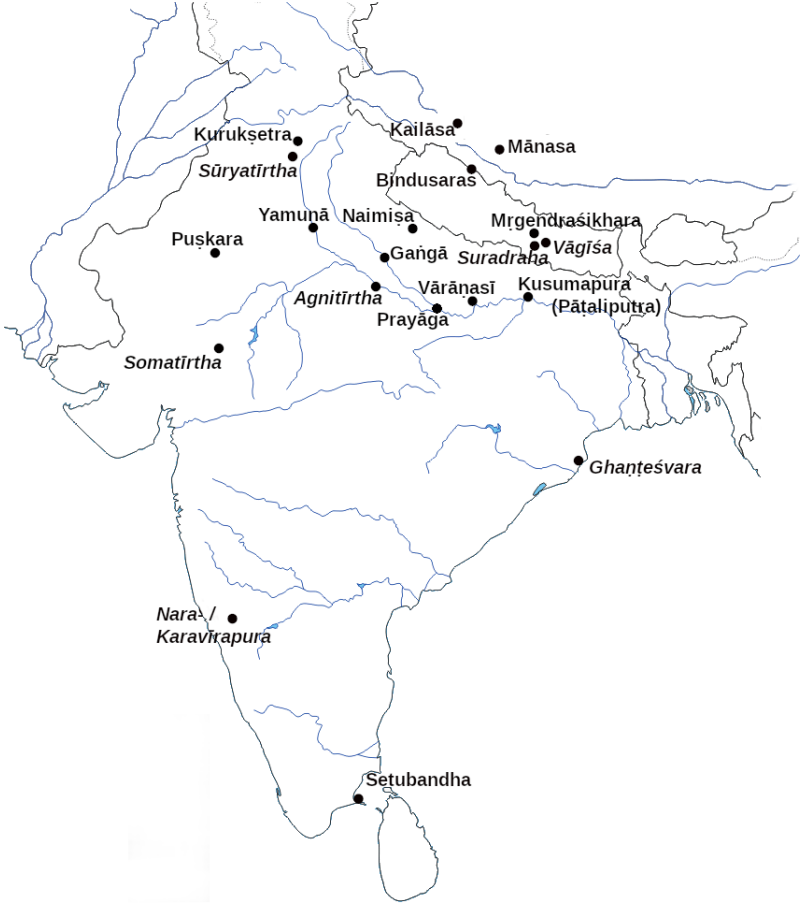 Kailāsa
Kurukṣetra
Mānasa
Sūryatīrtha
Bindusaras
Yamunā
Naimiṣa
Mṛgendraśikhara
Puṣkara
Vāgīśa
Gaṅgā
Suradraha
Vārāṇasī
Kusumapura
(Pāṭaliputra)
Agnitīrtha
Prayāga
Somatīrtha
Ghaṇṭeśvara
Nara- /
Karavīrapura
Setubandha